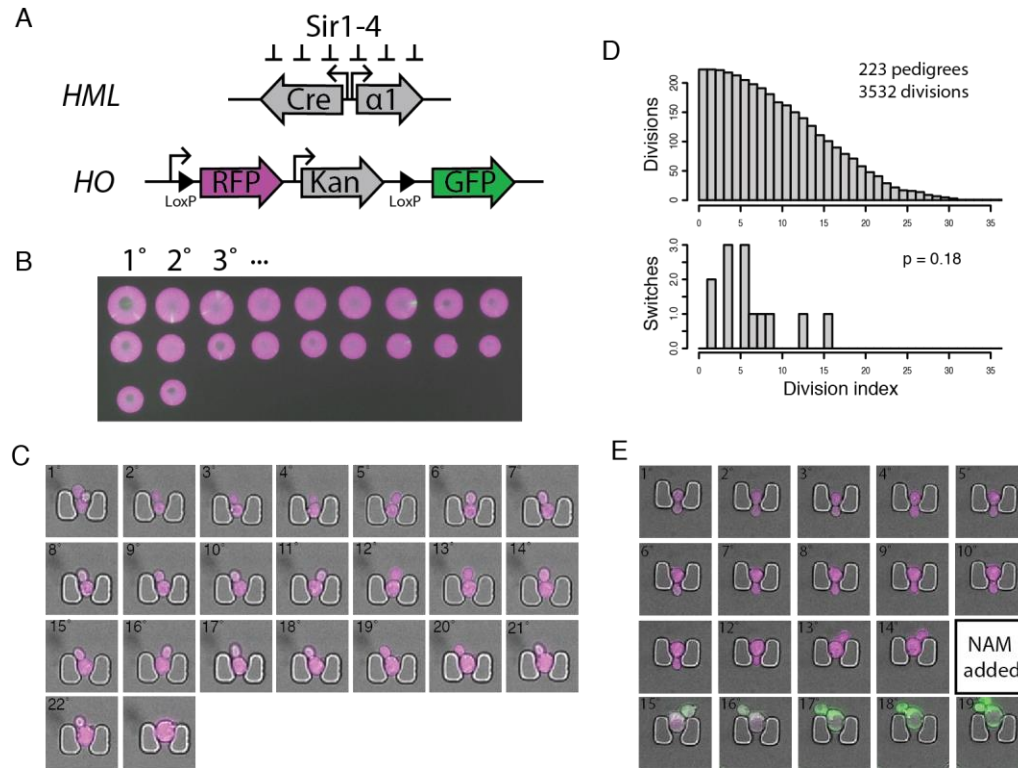 A
Sir1-4
HML
Cre
α1
HO
RFP
Kan
GFP
LoxP
LoxP
B
1° 2° 3° ...
C
1° 2° 3° 4° 5° 6° 7°
8° 9° 10° 11° 12° 13° 14°
15° 16° 17° 18° 19° 20° 21°
22°
D
223 pedigrees
3532 divisions
Divisions
200
150
100
50
0
0 5 10 15 20 25 30 35
p = 0.18
Switches
3.0
2.0
1.0
0.0
0 5 10 15 20 25 30 35
Division index
E
1° 2° 3° 4° 5°
6° 7° 8° 9° 10°
12° 13° 14°
NAM
added
15° 16° 17° 18° 19°